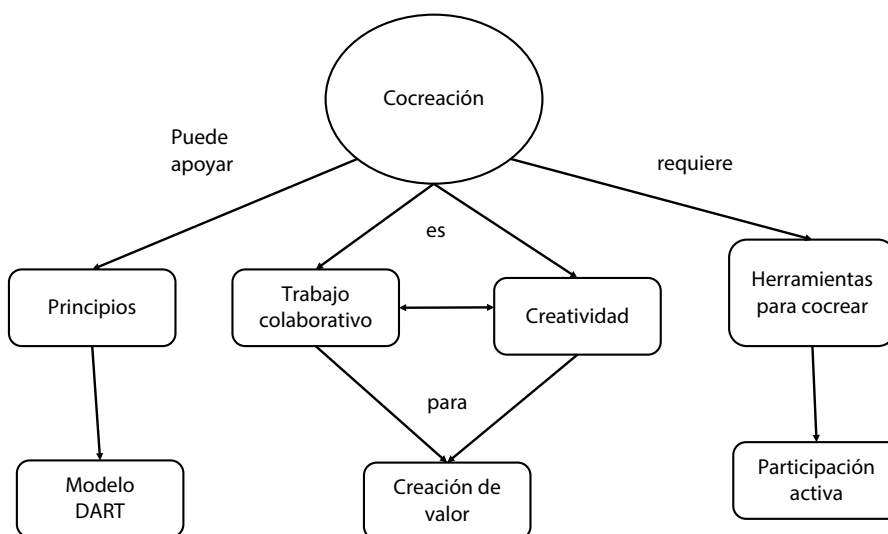 Cocreación
Puede
apoyar
requiere
es
Principios
Trabajo
colaborativo
Creatividad
Herramientas
para cocrear
para
Modelo
DART
Creación de
valor
Participación
activa